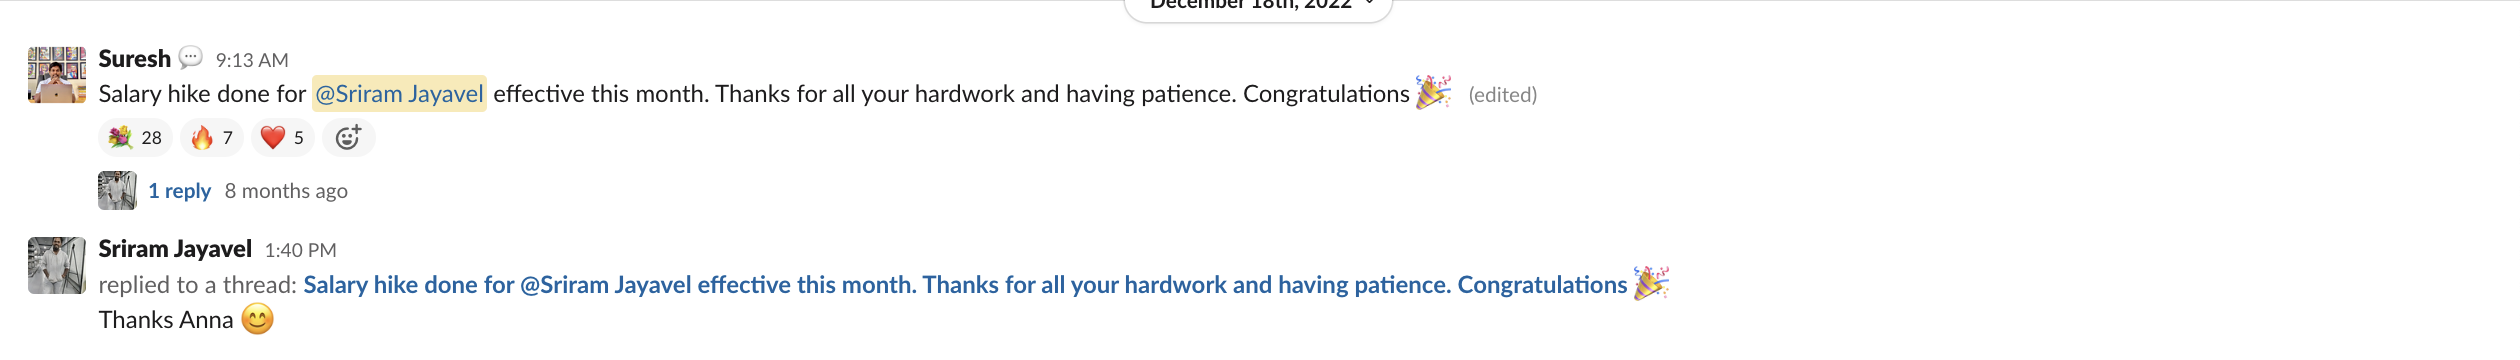 December 18th, 2022
Suresh 9:13 AM
Salary hike done for @Sriram Jayavel effective this month. Thanks for all your hardwork and having patience. Congratulations 🎉 (edited)
💐 28 🔥 7 ❤️ 5
1 reply 8 months ago
Sriram Jayavel 1:40 PM
replied to a thread: Salary hike done for @Sriram Jayavel effective this month. Thanks for all your hardwork and having patience. Congratulations 🎉
Thanks Anna 😊